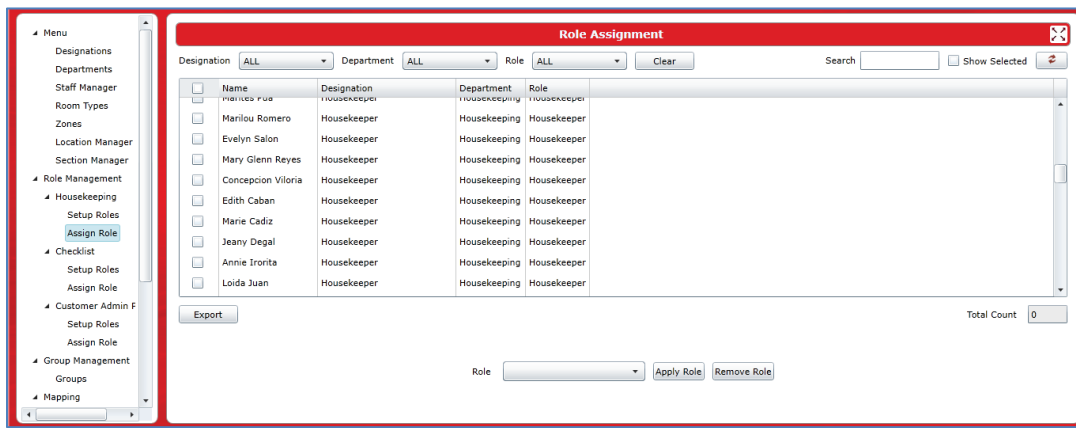 Menu
Designations
Departments
Staff Manager
Room Types
Zones
Location Manager
Section Manager
Role Management
Housekeeping
Setup Roles
Assign Role
Checklist
Setup Roles
Assign Role
Customer Admin
Setup Roles
Assign Role
Group Management
Groups
Mapping
Role Assignment
Designation ALL Department ALL Role ALL Clear Search Show Selected
Name Designation Department Role
Marites Pua Housekeeper Housekeeping Housekeeper
Marilou Romero Housekeeper Housekeeping Housekeeper
Evelyn Salon Housekeeper Housekeeping Housekeeper
Mary Glenn Reyes Housekeeper Housekeeping Housekeeper
Concepcion Viloria Housekeeper Housekeeping Housekeeper
Edith Caban Housekeeper Housekeeping Housekeeper
Marie Cadiz Housekeeper Housekeeping Housekeeper
Jeany Degal Housekeeper Housekeeping Housekeeper
Annie Irorita Housekeeper Housekeeping Housekeeper
Loida Juan Housekeeper Housekeeping Housekeeper
Export Total Count 0
Role Apply Role Remove Role